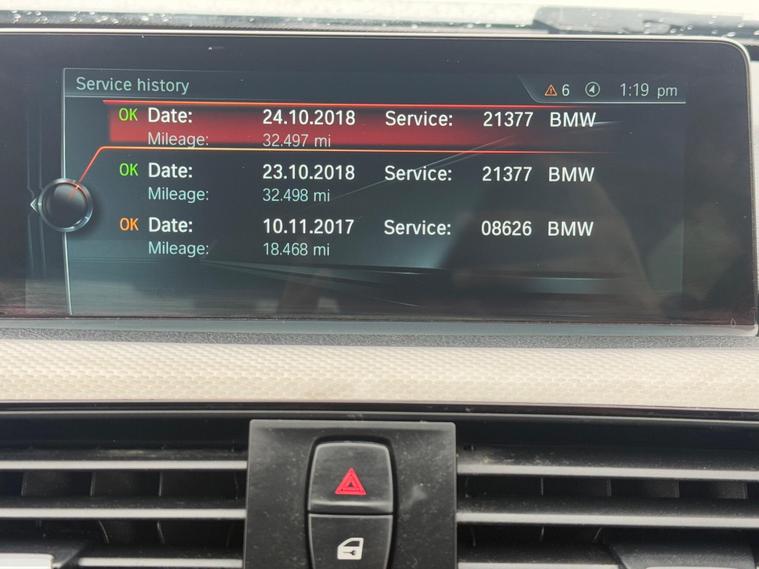 Service history 6 1:19 pm
OK Date: 24.10.2018 Service: 21377 BMW
Mileage: 32.497 mi
OK Date: 23.10.2018 Service: 21377 BMW
Mileage: 32.498 mi
OK Date: 10.11.2017 Service: 08626 BMW
Mileage: 18.468 mi